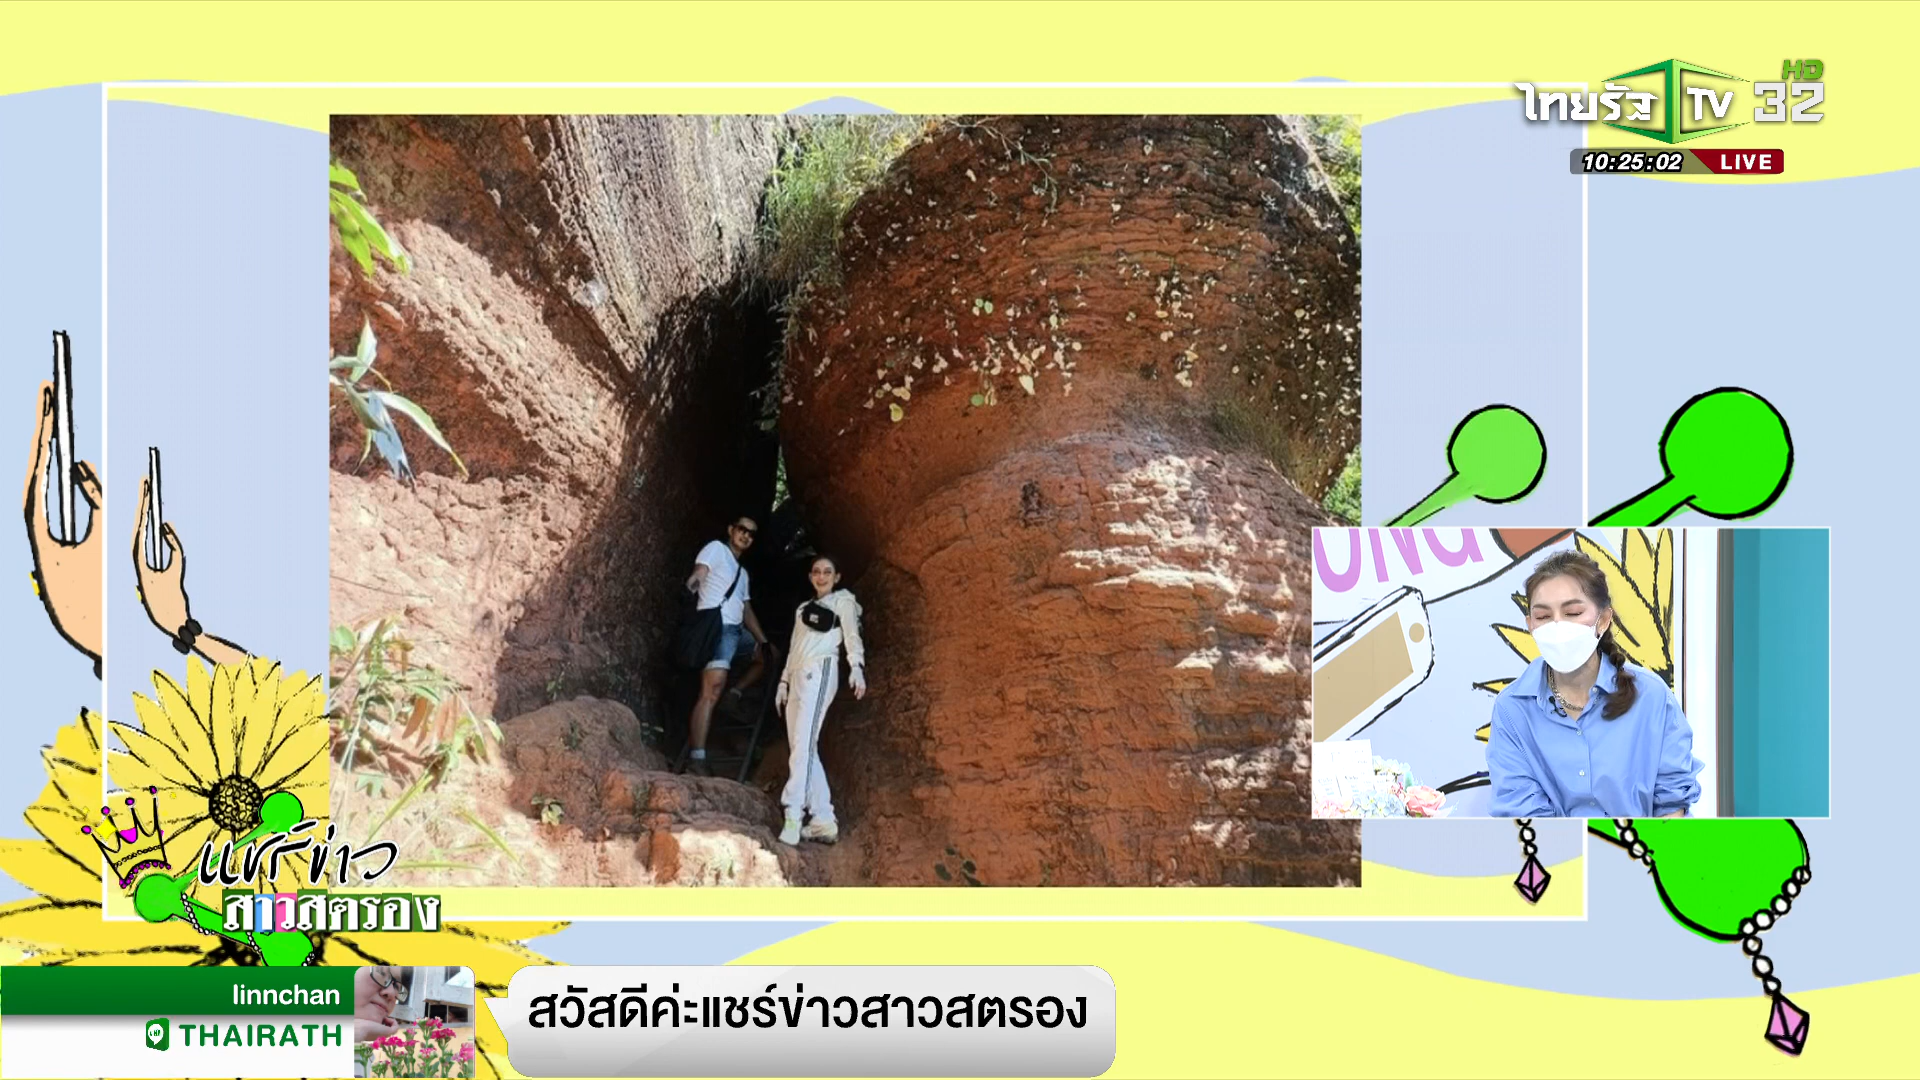 HD
ไทยรัฐ TV 32
10:25:02 LIVE
UNG
แชร์ข่าว
สาวสตรอง
linnchan
THAIRATH
สวัสดีค่ะแชร์ข่าวสาวสตรอง